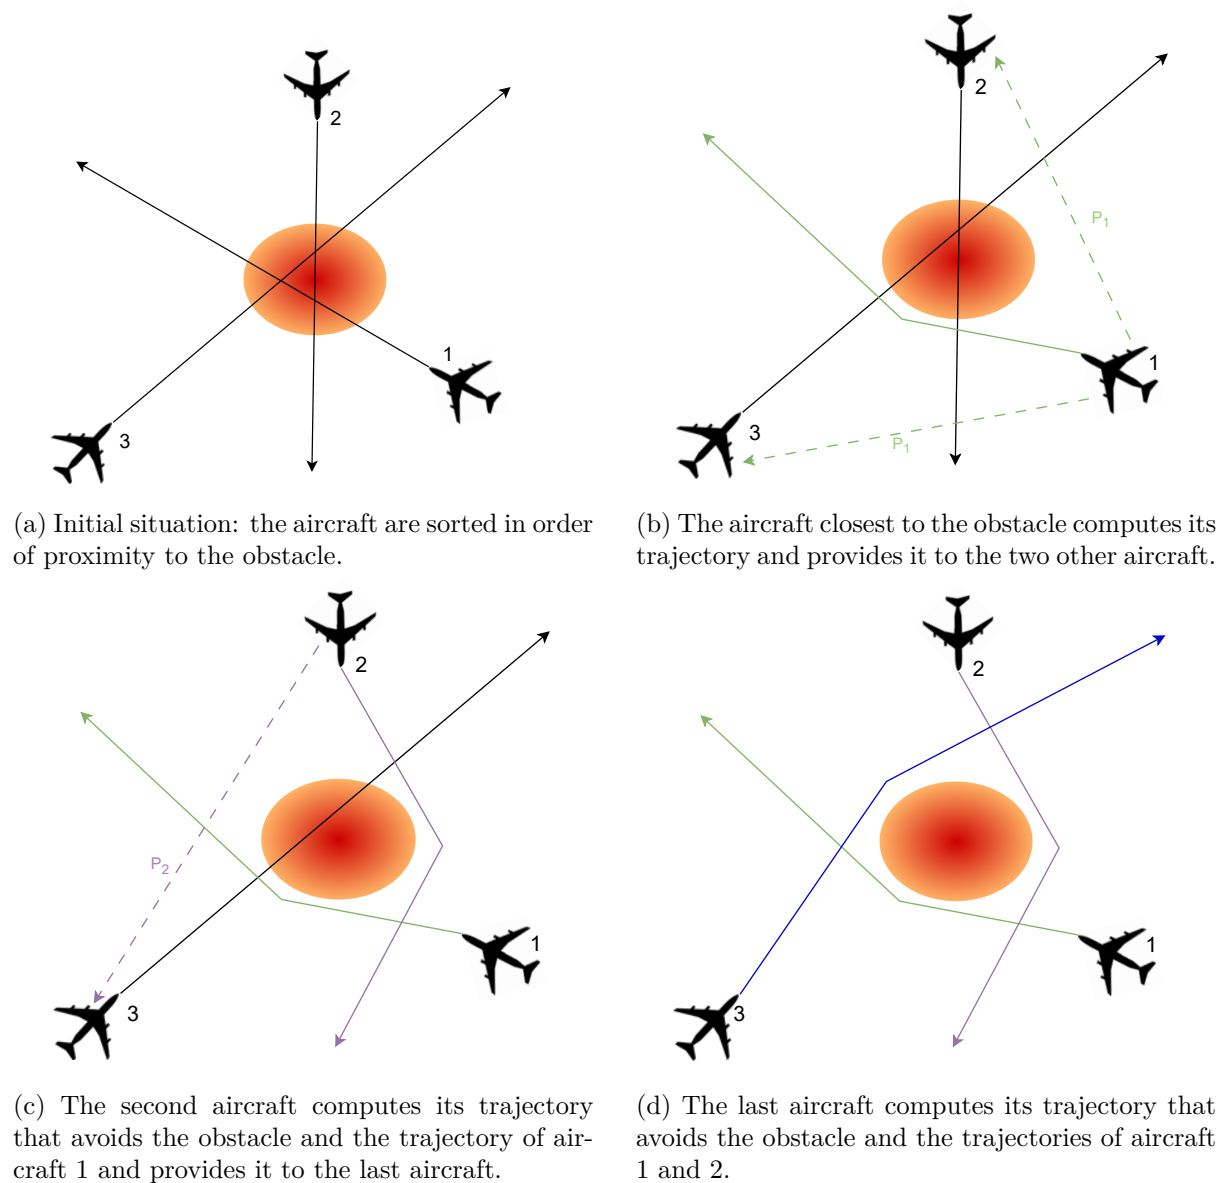 2
1
3
2
P1
1
3
P1
(a) Initial situation: the aircraft are sorted in order
of proximity to the obstacle.
(b) The aircraft closest to the obstacle computes its
trajectory and provides it to the two other aircraft.
2
P2
1
3
2
1
3
(c) The second aircraft computes its trajectory
that avoids the obstacle and the trajectory of air-
craft 1 and provides it to the last aircraft.
(d) The last aircraft computes its trajectory that
avoids the obstacle and the trajectories of aircraft
1 and 2.